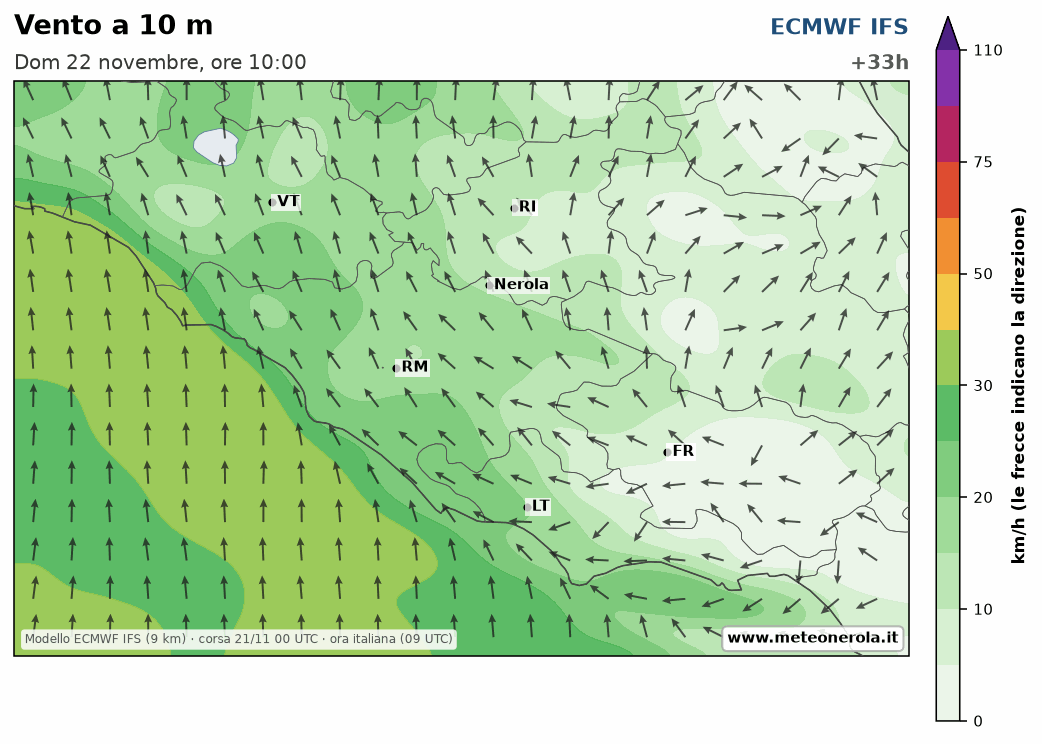 Vento a 10 m
ECMWF IFS
Dom 22 novembre, ore 10:00
+33h
VT
RI
Nerola
RM
FR
LT
Modello ECMWF IFS (9 km) · corsa 21/11 00 UTC · ora italiana (09 UTC)
www.meteonerola.it
110
75
50
30
20
10
0
km/h (le frecce indicano la direzione)